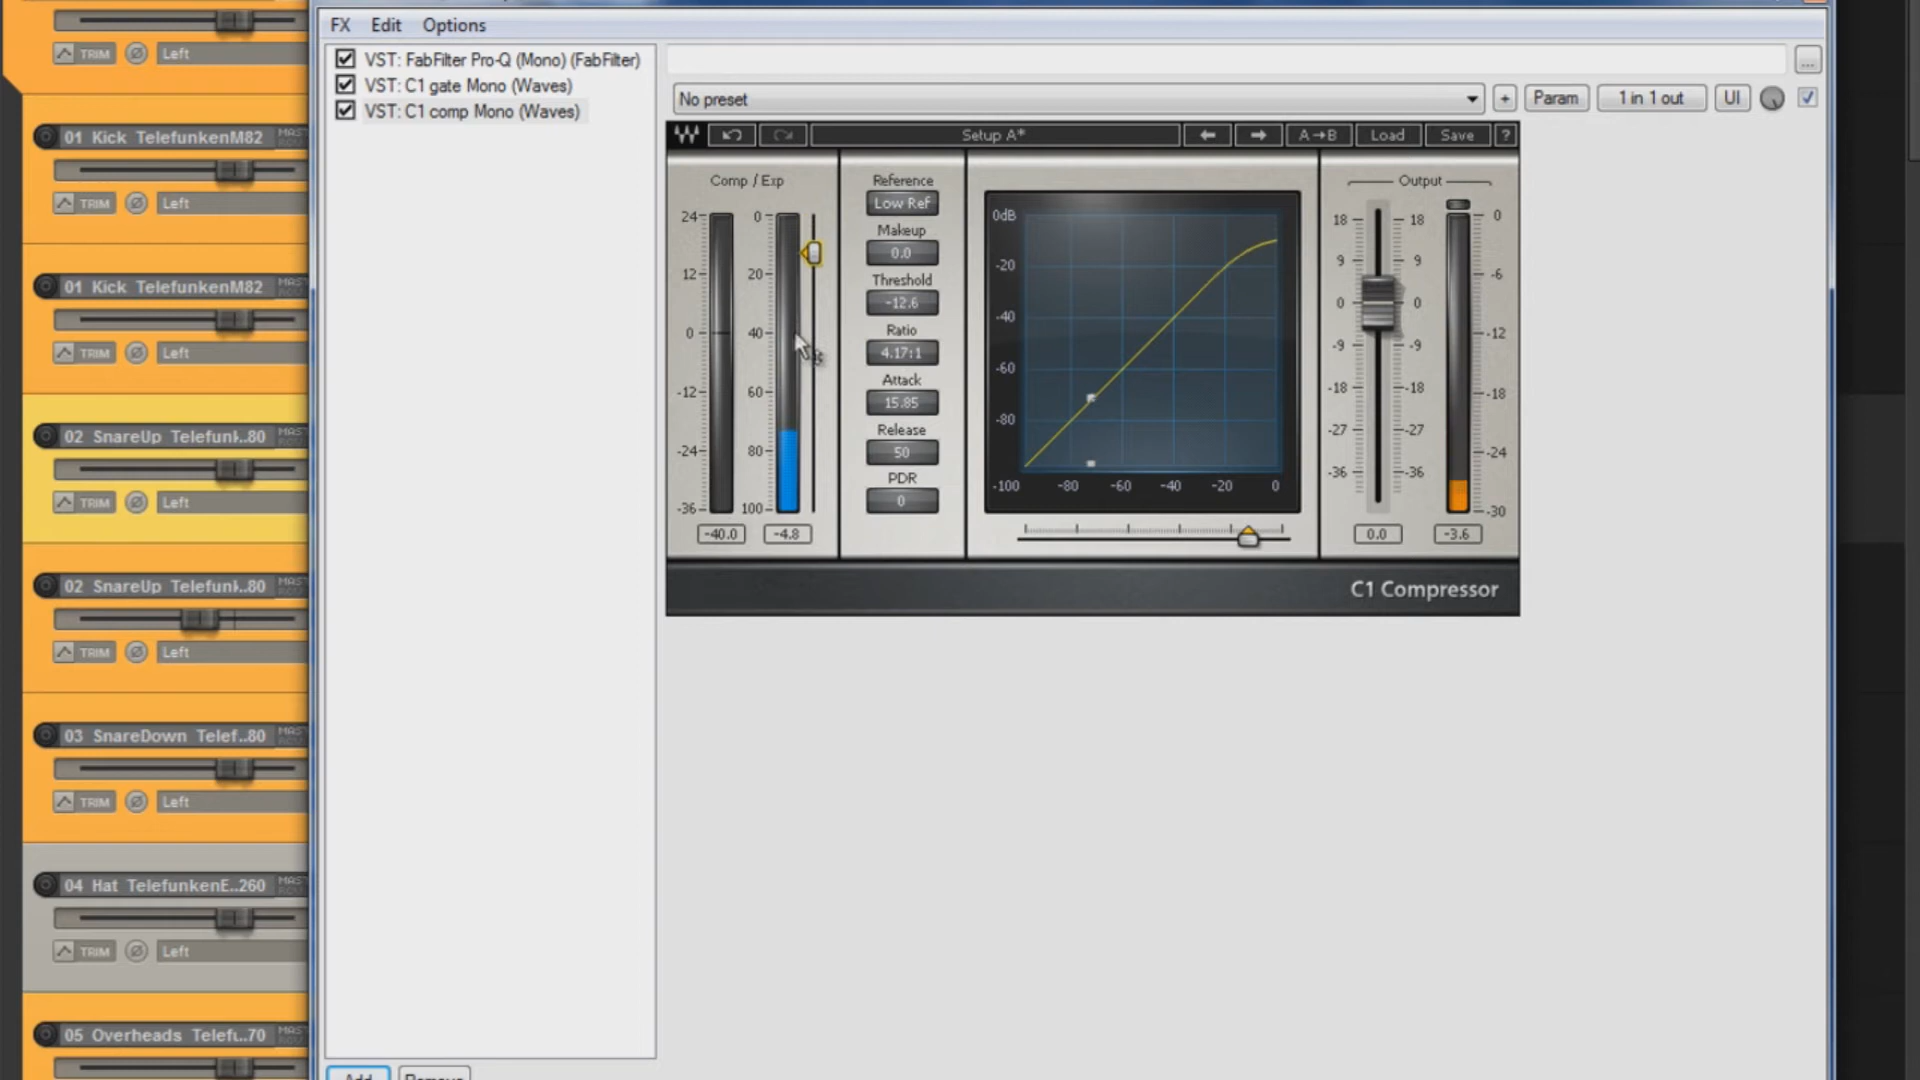 FX Edit Options
TRIM Left
VST: FabFilter Pro-Q (Mono) (FabFilter)
VST: C1 gate Mono (Waves)
VST: C1 comp Mono (Waves)
...
No preset
+ Param 1 in 1 out UI
Setup A* A→B Load Save ?
01 Kick TelefunkenM82
TRIM Left
01 Kick TelefunkenM82
TRIM Left
02 SnareUp Telefunk..80
TRIM Left
02 SnareUp Telefunk..80
TRIM Left
03 SnareDown Telef..80
TRIM Left
04 Hat TelefunkenE..260
TRIM Left
05 Overheads Telefu..70
Comp / Exp
24 12 0 -12 -24 -36
-40.0
0 20 40 60 80 100
-4.8
Reference
Low Ref
Makeup
0.0
Threshold
-12.6
Ratio
4.17:1
Attack
15.85
Release
50
PDR
0
0dB
-20
-40
-60
-80
-100 -80 -60 -40 -20 0
Output
18 18 0
9 9 -6
0 0 -12
-9 -9
-18 -18 -18
-27 -27 -24
-36 -36 -30
0.0 -3.6
C1 Compressor
Add Remove